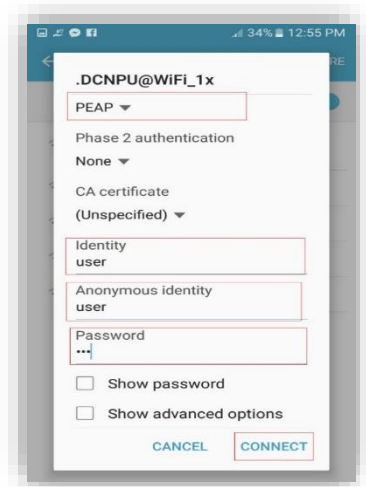 34% 12:55 PM
RE
.DCNPU@WiFi_1x
PEAP
Phase 2 authentication
None
CA certificate
(Unspecified)
Identity
user
Anonymous identity
user
Password
•••
Show password
Show advanced options
CANCEL CONNECT